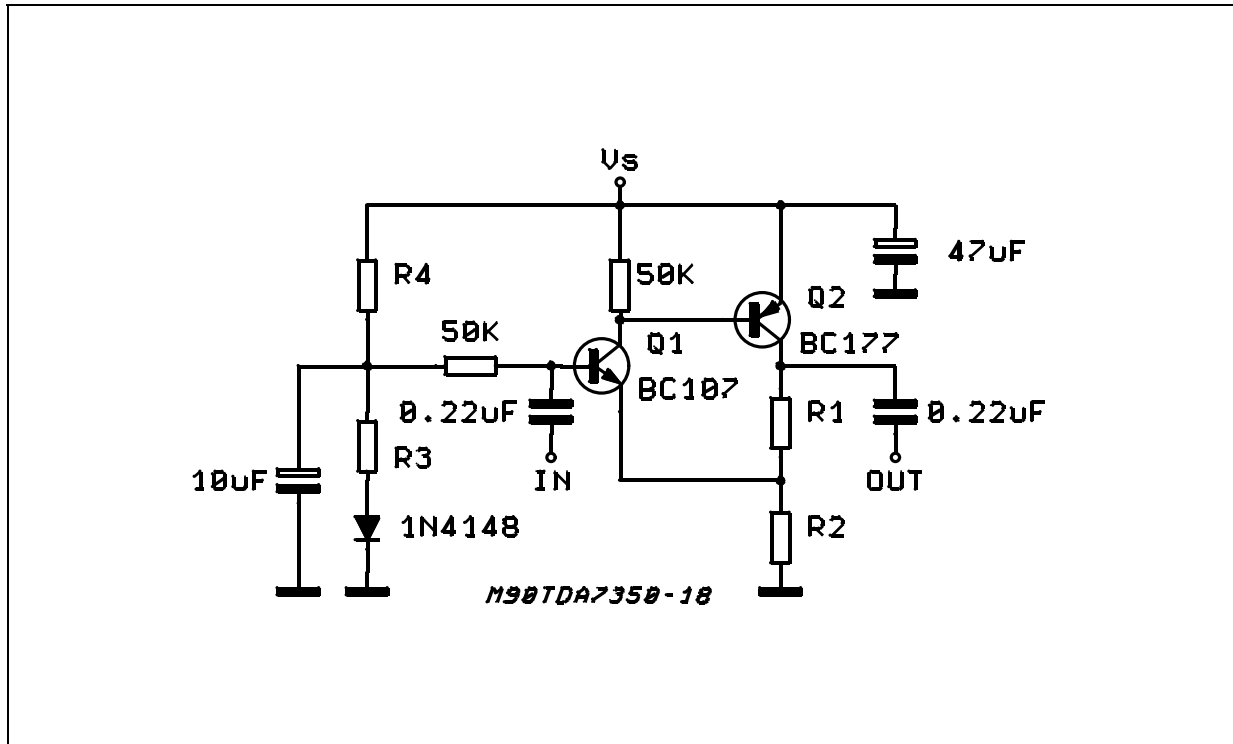 Vs
R4
50K
47uF
Q2
50K
Q1
BC177
BC107
0.22uF
R1
0.22uF
R3
10uF
IN
OUT
1N4148
R2
M90TDA7350-18